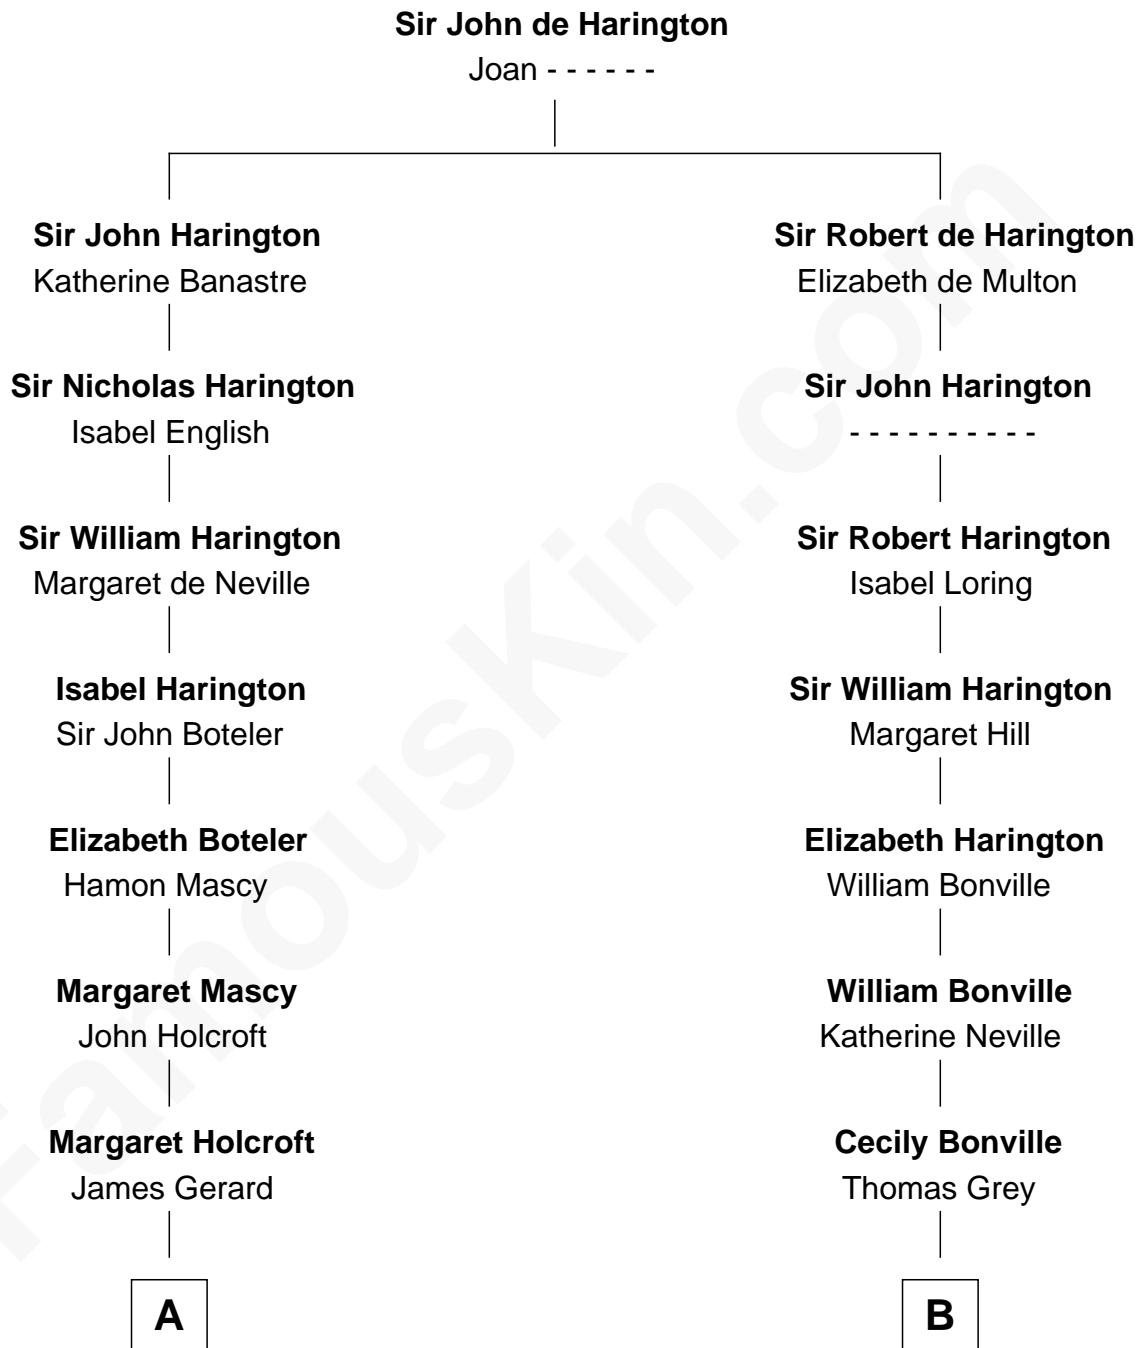 Sir John de Harington
Joan - - - - - -
Sir John Harington
Katherine Banastre
Sir Robert de Harington
Elizabeth de Multon
Sir Nicholas Harington
Isabel English
Sir John Harington
- - - - - - - - - -
Sir William Harington
Margaret de Neville
Sir Robert Harington
Isabel Loring
Isabel Harington
Sir John Boteler
Sir William Harington
Margaret Hill
Elizabeth Boteler
Hamon Mascy
Elizabeth Harington
William Bonville
Margaret Mascy
John Holcroft
William Bonville
Katherine Neville
Margaret Holcroft
James Gerard
Cecily Bonville
Thomas Grey
A
B
FamousKin.com